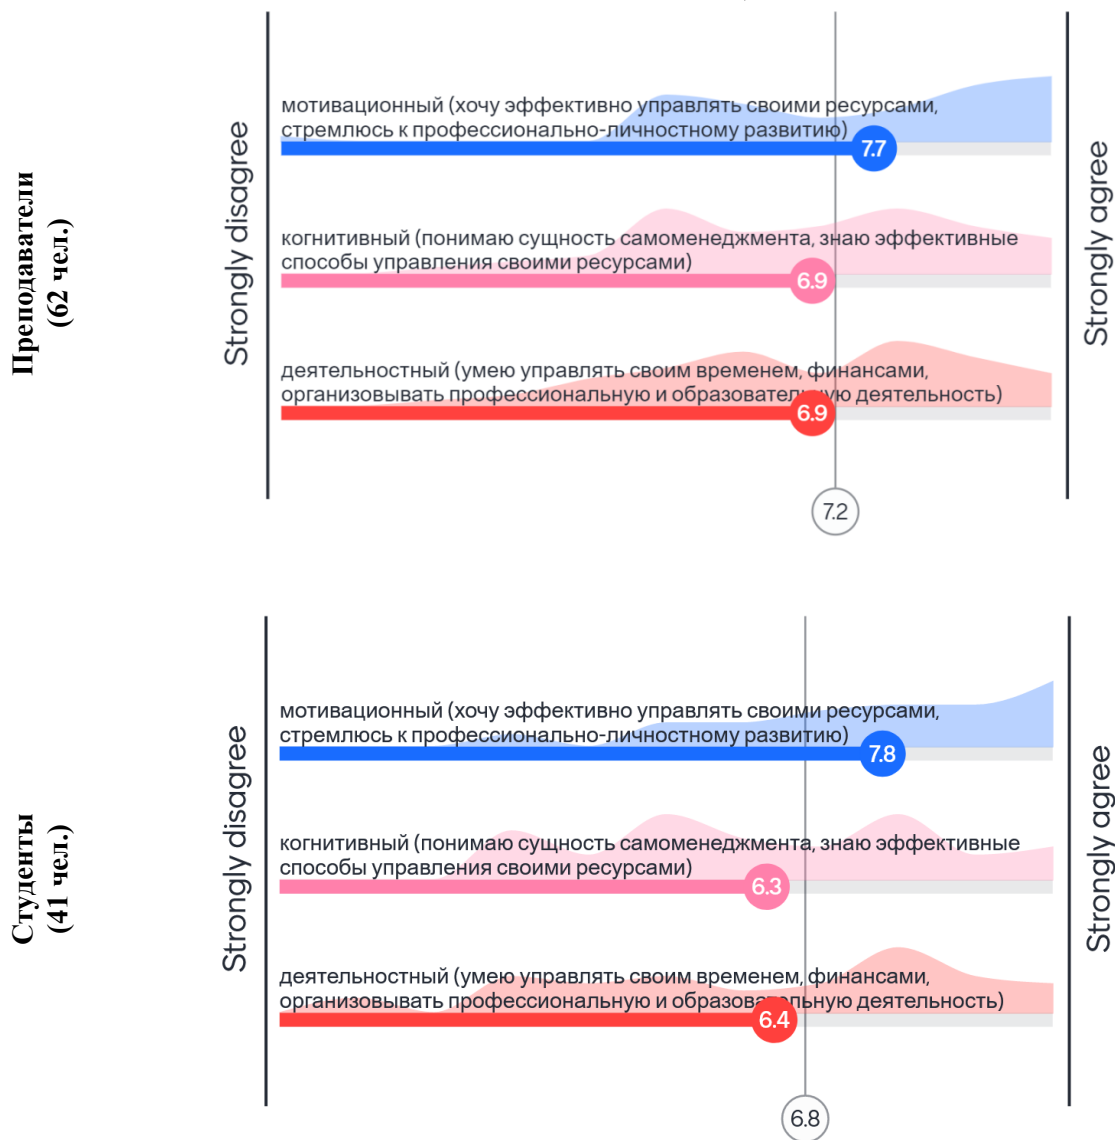 Преподаватели
(62 чел.)
Strongly disagree
мотивационный (хочу эффективно управлять своими ресурсами,
стремлюсь к профессионально-личностному развитию)
7.7
когнитивный (понимаю сущность самоменеджмента, знаю эффективные
способы управления своими ресурсами)
6.9
деятельностный (умею управлять своим временем, финансами,
организовывать профессиональную и образовательную деятельность)
6.9
7.2
Strongly agree
Студенты
(41 чел.)
Strongly disagree
мотивационный (хочу эффективно управлять своими ресурсами,
стремлюсь к профессионально-личностному развитию)
7.8
когнитивный (понимаю сущность самоменеджмента, знаю эффективные
способы управления своими ресурсами)
6.3
деятельностный (умею управлять своим временем, финансами,
организовывать профессиональную и образовательную деятельность)
6.4
6.8
Strongly agree